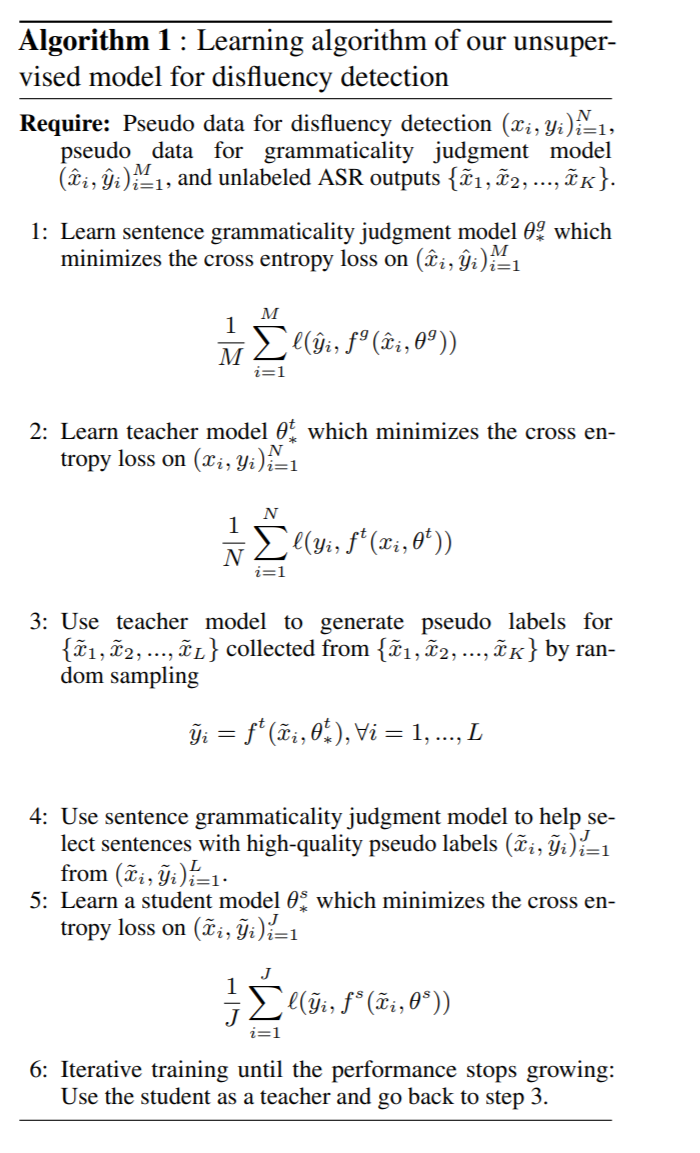 Algorithm 1 : Learning algorithm of our unsuper-
vised model for disfluency detection
Require: Pseudo data for disfluency detection $(x_i, y_i)_{i=1}^{N}$,
pseudo data for grammaticality judgment model
$(\hat{x}_i, \hat{y}_i)_{i=1}^{M}$, and unlabeled ASR outputs $\{\tilde{x}_1, \tilde{x}_2, ..., \tilde{x}_K\}$.
1: Learn sentence grammaticality judgment model $\theta_*^g$ which
minimizes the cross entropy loss on $(\hat{x}_i, \hat{y}_i)_{i=1}^{M}$
$\frac{1}{M} \sum_{i=1}^{M} \ell(\hat{y}_i, f^g(\hat{x}_i, \theta^g))$
2: Learn teacher model $\theta_*^t$ which minimizes the cross en-
tropy loss on $(x_i, y_i)_{i=1}^{N}$
$\frac{1}{N} \sum_{i=1}^{N} \ell(y_i, f^t(x_i, \theta^t))$
3: Use teacher model to generate pseudo labels for
$\{\tilde{x}_1, \tilde{x}_2, ..., \tilde{x}_L\}$ collected from $\{\tilde{x}_1, \tilde{x}_2, ..., \tilde{x}_K\}$ by ran-
dom sampling
$\tilde{y}_i = f^t(\tilde{x}_i, \theta_*^t), \forall i = 1, ..., L$
4: Use sentence grammaticality judgment model to help se-
lect sentences with high-quality pseudo labels $(\tilde{x}_i, \tilde{y}_i)_{i=1}^{J}$
from $(\tilde{x}_i, \tilde{y}_i)_{i=1}^{L}$.
5: Learn a student model $\theta_*^s$ which minimizes the cross en-
tropy loss on $(\tilde{x}_i, \tilde{y}_i)_{i=1}^{J}$
$\frac{1}{J} \sum_{i=1}^{J} \ell(\tilde{y}_i, f^s(\tilde{x}_i, \theta^s))$
6: Iterative training until the performance stops growing:
Use the student as a teacher and go back to step 3.